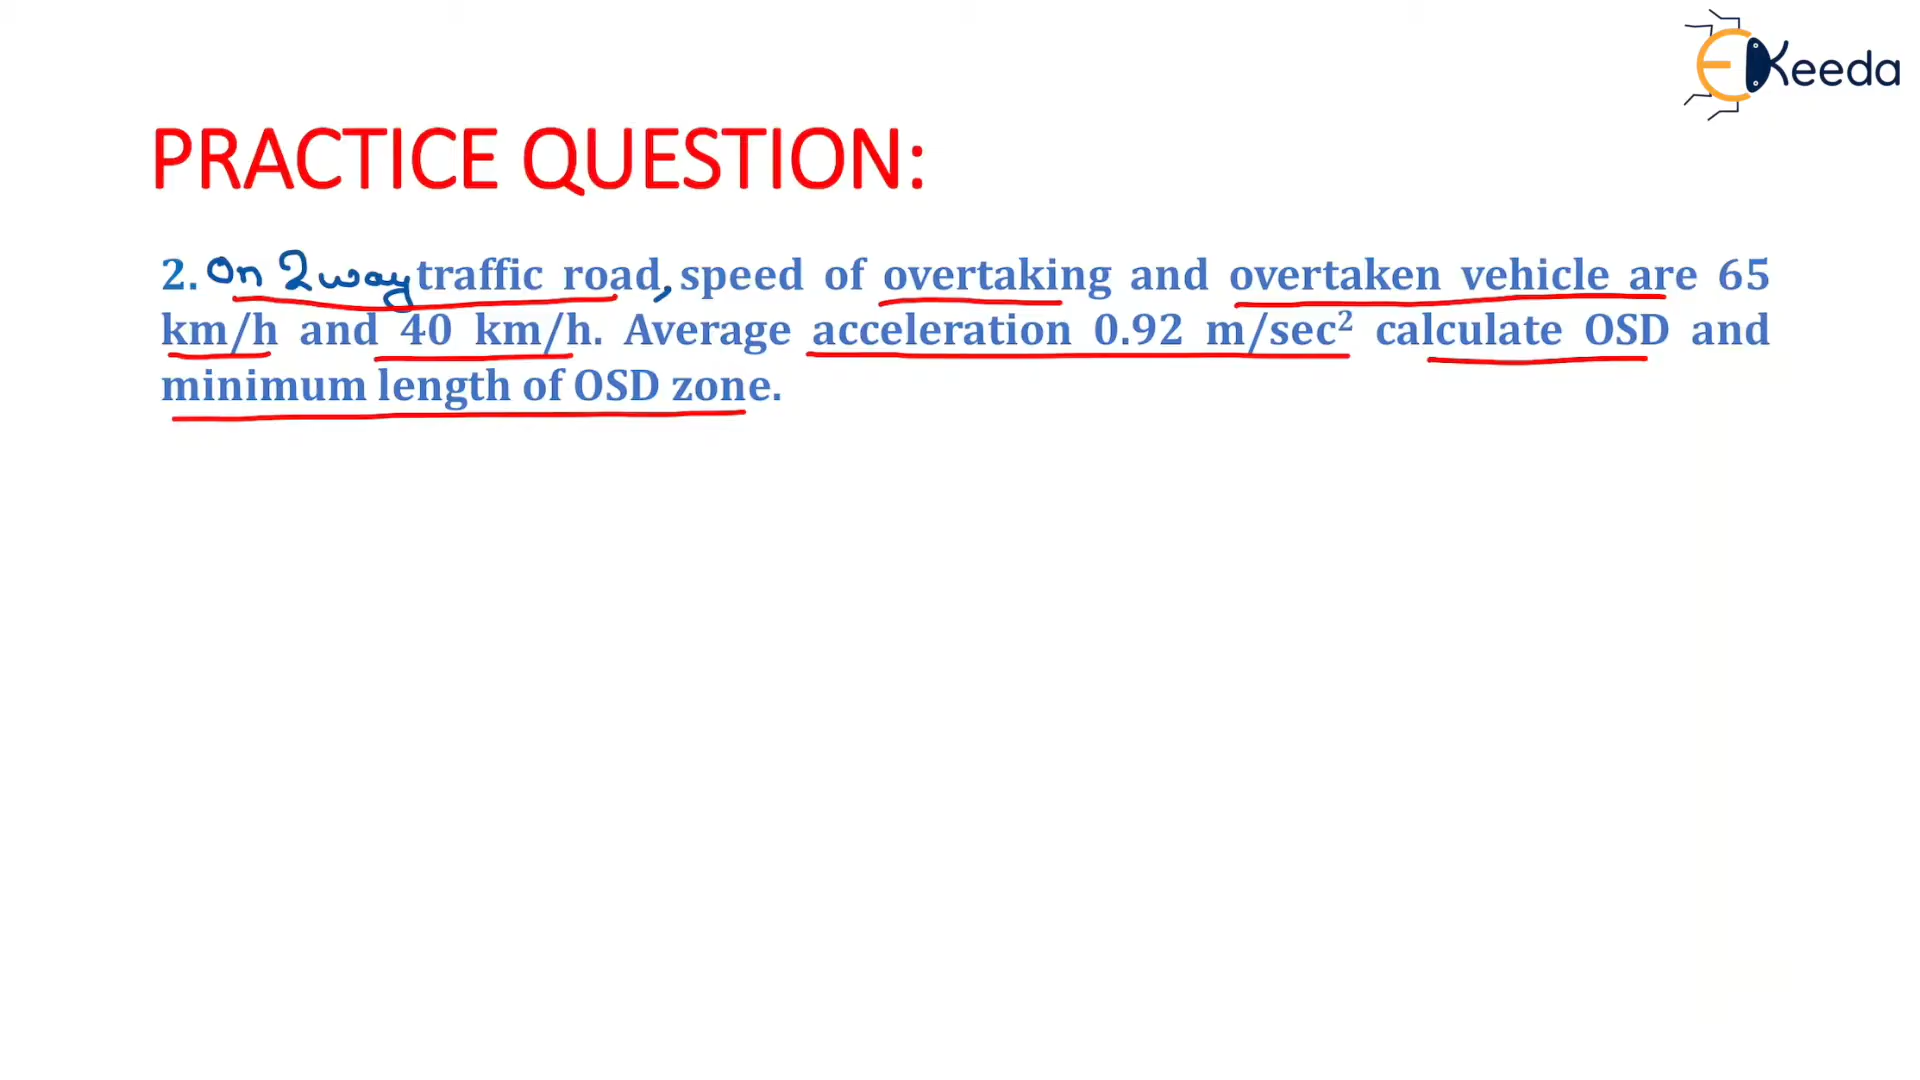 EKeeda
PRACTICE QUESTION:
2. On 2 way traffic road, speed of overtaking and overtaken vehicle are 65
km/h and 40 km/h. Average acceleration 0.92 m/sec² calculate OSD and
minimum length of OSD zone.